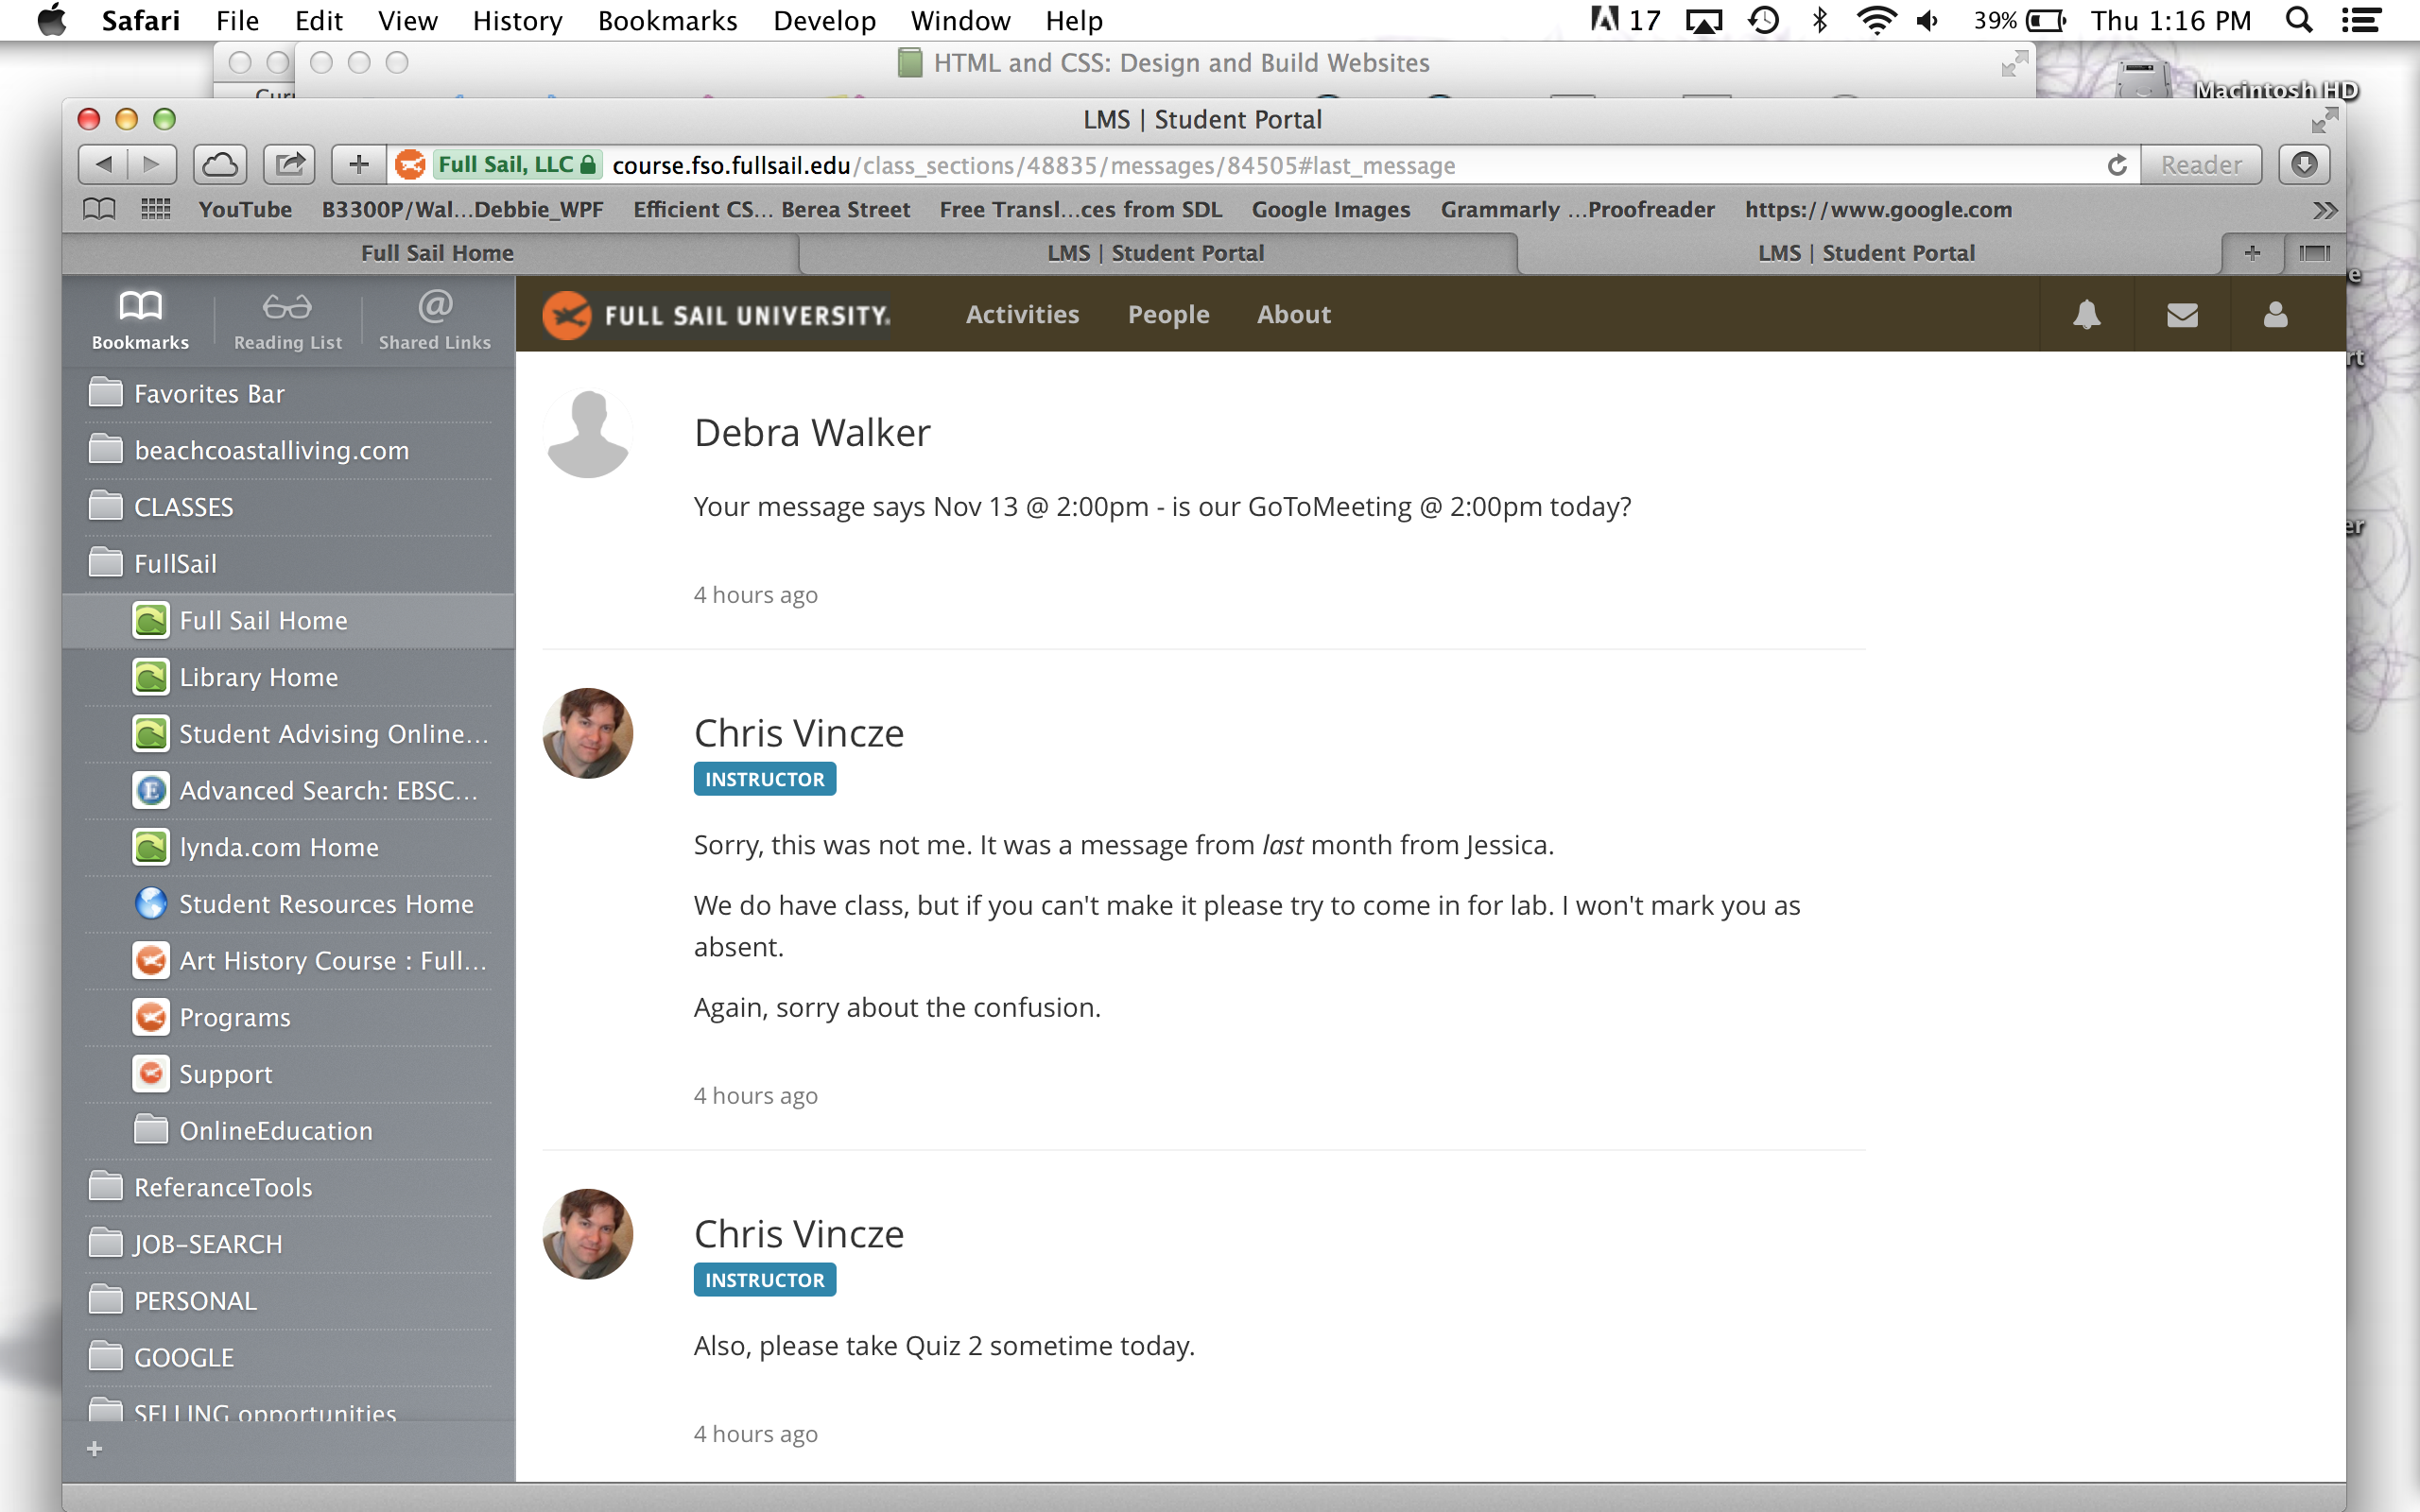 Safari File Edit View History Bookmarks Develop Window Help 17 39% Thu 1:16 PM
HTML and CSS: Design and Build Websites
Macintosh HD
LMS | Student Portal
Full Sail, LLC course.fso.fullsail.edu/class_sections/48835/messages/84505#last_message Reader
YouTube B3300P/Wal...Debbie_WPF Efficient CS... Berea Street Free Transl...ces from SDL Google Images Grammarly ...Proofreader https://www.google.com
Full Sail Home LMS | Student Portal LMS | Student Portal
Bookmarks Reading List Shared Links
Favorites Bar
beachcoastalliving.com
CLASSES
FullSail
Full Sail Home
Library Home
Student Advising Online...
Advanced Search: EBSC...
lynda.com Home
Student Resources Home
Art History Course : Full...
Programs
Support
OnlineEducation
ReferanceTools
JOB-SEARCH
PERSONAL
GOOGLE
SELLING opportunities
FULL SAIL UNIVERSITY. Activities People About
Debra Walker
Your message says Nov 13 @ 2:00pm - is our GoToMeeting @ 2:00pm today?
4 hours ago
Chris Vincze
INSTRUCTOR
Sorry, this was not me. It was a message from last month from Jessica.
We do have class, but if you can't make it please try to come in for lab. I won't mark you as
absent.
Again, sorry about the confusion.
4 hours ago
Chris Vincze
INSTRUCTOR
Also, please take Quiz 2 sometime today.
4 hours ago